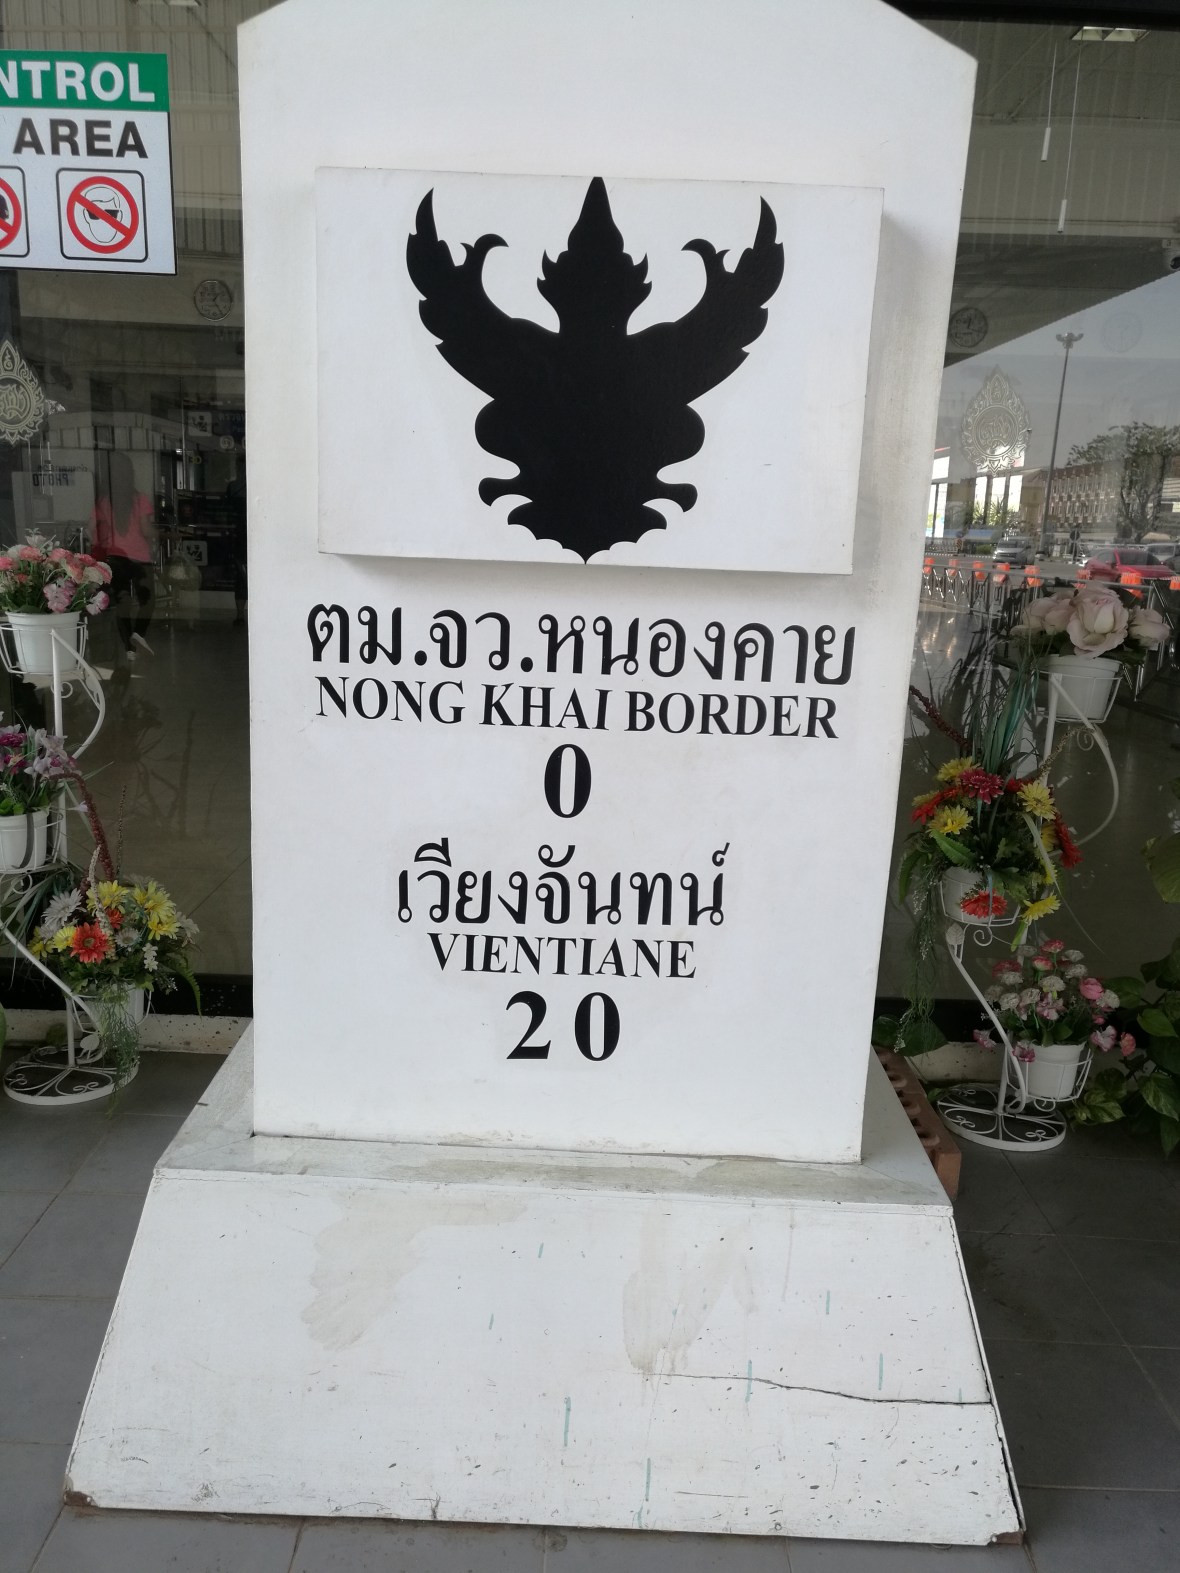 NTROL
AREA
ตม.จว.หนองคาย
NONG KHAI BORDER
0
เวียงจันทน์
VIENTIANE
20